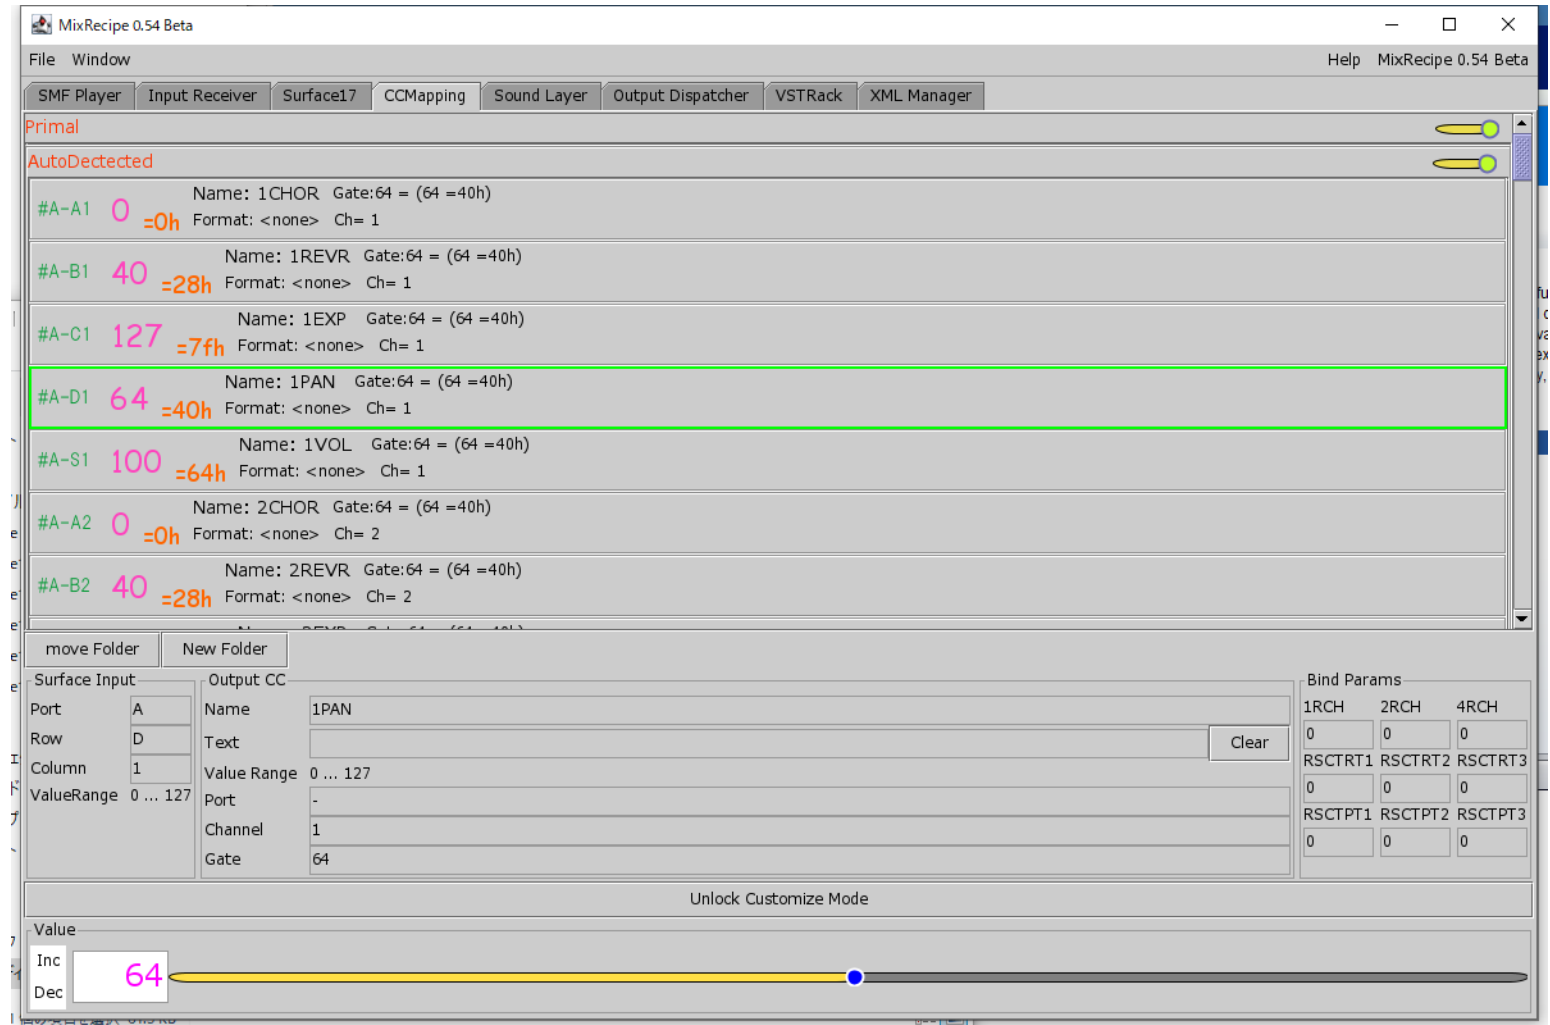 MixRecipe 0.54 Beta
File Window Help MixRecipe 0.54 Beta
SMF Player Input Receiver Surface17 CCMapping Sound Layer Output Dispatcher VSTRack XML Manager
Primal
AutoDectected
#A-A1 0 =0h Name: 1CHOR Gate:64 = (64 =40h)
Format: <none> Ch= 1
#A-B1 40 =28h Name: 1REVR Gate:64 = (64 =40h)
Format: <none> Ch= 1
#A-C1 127 =7fh Name: 1EXP Gate:64 = (64 =40h)
Format: <none> Ch= 1
#A-D1 64 =40h Name: 1PAN Gate:64 = (64 =40h)
Format: <none> Ch= 1
#A-S1 100 =64h Name: 1VOL Gate:64 = (64 =40h)
Format: <none> Ch= 1
#A-A2 0 =0h Name: 2CHOR Gate:64 = (64 =40h)
Format: <none> Ch= 2
#A-B2 40 =28h Name: 2REVR Gate:64 = (64 =40h)
Format: <none> Ch= 2
move Folder New Folder
Surface Input
Port A
Row D
Column 1
ValueRange 0 ... 127
Output CC
Name 1PAN
Text Clear
Value Range 0 ... 127
Port -
Channel 1
Gate 64
Bind Params
1RCH 2RCH 4RCH
0 0 0
RSCTRT1 RSCTRT2 RSCTRT3
0 0 0
RSCTPT1 RSCTPT2 RSCTPT3
0 0 0
Unlock Customize Mode
Value
Inc
Dec
64